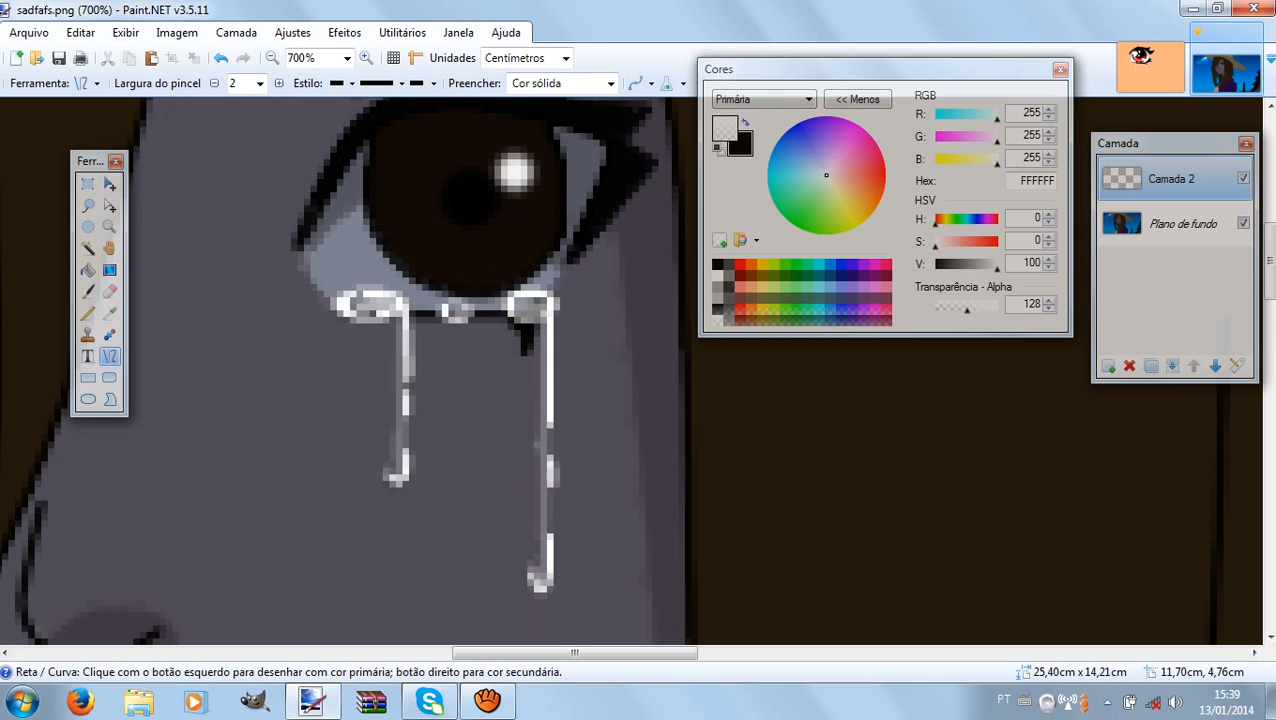 sadfafs.png (700%) - Paint.NET v3.5.11
Arquivo Editar Exibir Imagem Camada Ajustes Efeitos Utilitários Janela Ajuda
700% Unidades Centímetros
Ferramenta: Largura do pincel 2 Estilo: Preencher: Cor sólida
Ferr...
Cores
Primária << Menos
RGB
R: 255
G: 255
B: 255
Hex: FFFFFF
HSV
H: 0
S: 0
V: 100
Transparência - Alpha
128
Camada
Camada 2
Plano de fundo
Reta / Curva: Clique com o botão esquerdo para desenhar com cor primária; botão direito para cor secundária.
25,40cm x 14,21cm
11,70cm, 4,76cm
PT
15:39
13/01/2014